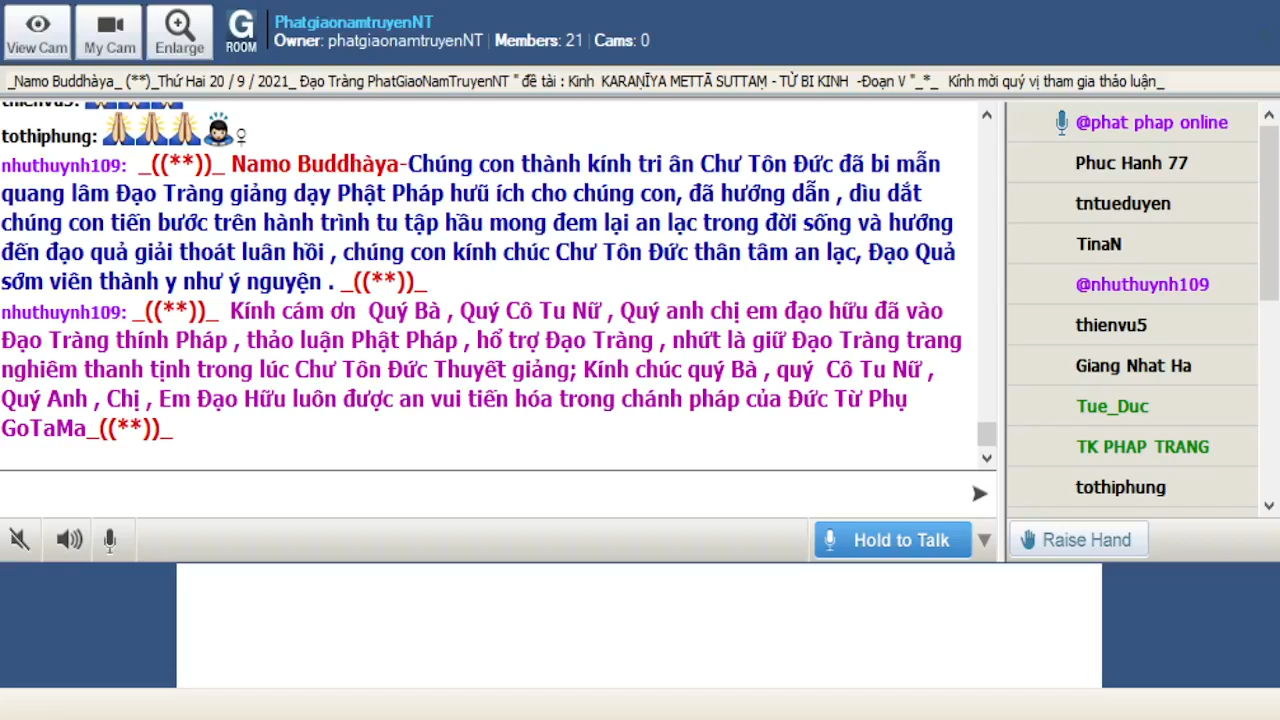 View Cam
My Cam
Enlarge
G
ROOM
PhatgiaonamtruyenNT
Owner: phatgiaonamtruyenNT | Members: 21 | Cams: 0
_Namo Buddhàya_ (**)_Thứ Hai 20 / 9 / 2021_ Đạo Tràng PhatGiaoNamTruyenNT " đề tài : Kinh KARAṆĪYA METTĀ SUTTAṂ - TỪ BI KINH -Đoạn V "_*_ Kính mời quý vị tham gia thảo luận_
thienvu5:
tothiphung:
nhuthuynh109: _((**))_ Namo Buddhàya-Chúng con thành kính tri ân Chư Tôn Đức đã bi mẫn
quang lâm Đạo Tràng giảng dạy Phật Pháp hưũ ích cho chúng con, đã hướng dẫn , dìu dắt
chúng con tiến bước trên hành trình tu tập hầu mong đem lại an lạc trong đời sống và hướng
đến đạo quả giải thoát luân hồi , chúng con kính chúc Chư Tôn Đức thân tâm an lạc, Đạo Quả
sớm viên thành y như ý nguyện . _((**))_
nhuthuynh109: _((**))_ Kính cám ơn Quý Bà , Quý Cô Tu Nữ , Quý anh chị em đạo hữu đã vào
Đạo Tràng thính Pháp , thảo luận Phật Pháp , hổ trợ Đạo Tràng , nhứt là giữ Đạo Tràng trang
nghiêm thanh tịnh trong lúc Chư Tôn Đức Thuyết giảng; Kính chúc quý Bà , quý Cô Tu Nữ ,
Quý Anh , Chị , Em Đạo Hữu luôn được an vui tiến hóa trong chánh pháp của Đức Từ Phụ
GoTaMa_((**))_
@phat phap online
Phuc Hanh 77
tntueduyen
TinaN
@nhuthuynh109
thienvu5
Giang Nhat Ha
Tue_Duc
TK PHAP TRANG
tothiphung
Hold to Talk
Raise Hand